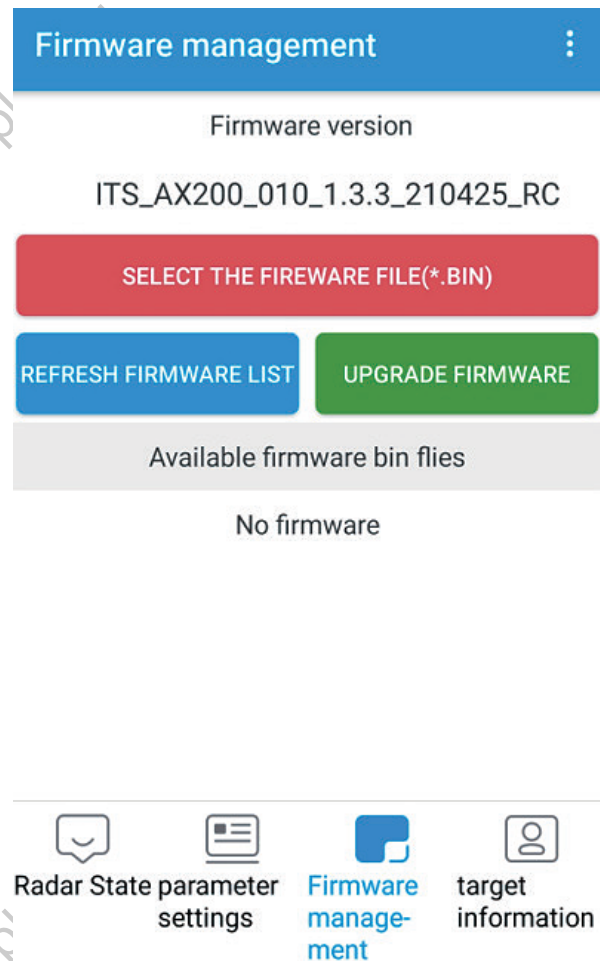 Firmware management
Firmware version
ITS_AX200_010_1.3.3_210425_RC
SELECT THE FIREWARE FILE(*.BIN)
REFRESH FIRMWARE LIST
UPGRADE FIRMWARE
Available firmware bin flies
No firmware
Radar State
parameter
settings
Firmware
manage-
ment
target
information